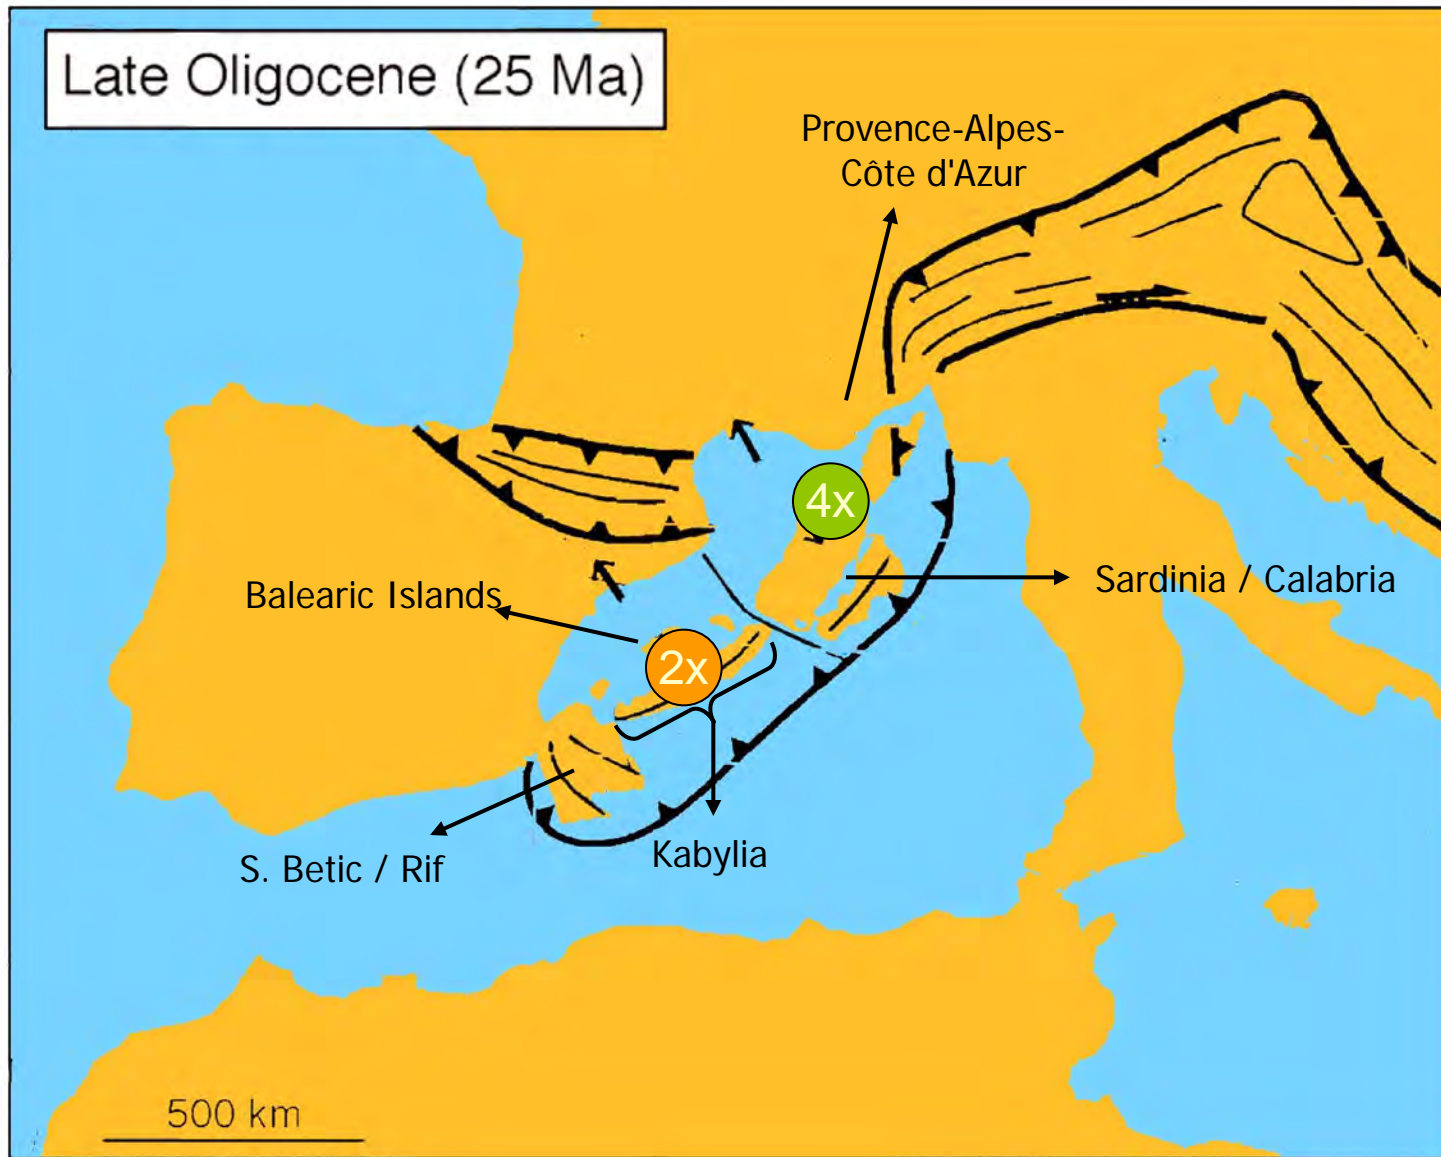 Late Oligocene (25 Ma)
Provence-Alpes-
Côte d'Azur
4x
Balearic Islands
Sardinia / Calabria
2x
S. Betic / Rif
Kabylia
500 km